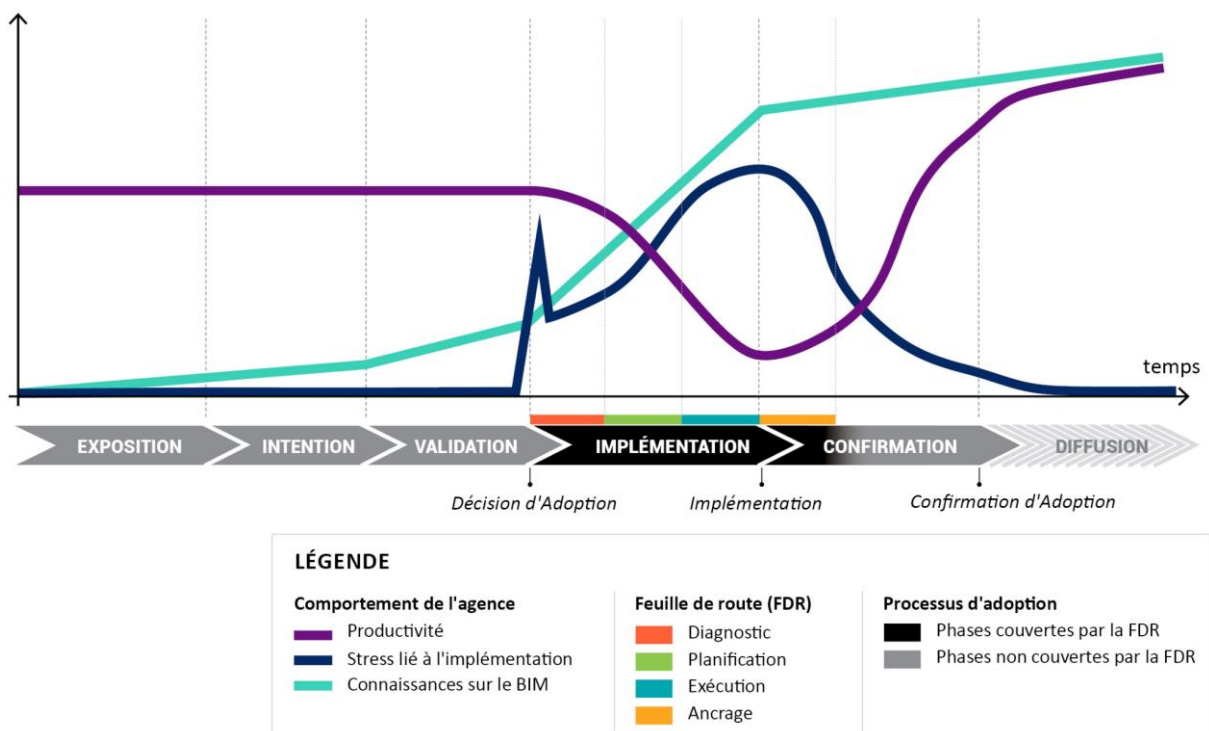 temps
EXPOSITION
INTENTION
VALIDATION
IMPLÉMENTATION
CONFIRMATION
DIFFUSION
Décision d'Adoption
Implémentation
Confirmation d'Adoption
LÉGENDE
Comportement de l'agence
Productivité
Stress lié à l'implémentation
Connaissances sur le BIM
Feuille de route (FDR)
Diagnostic
Planification
Exécution
Ancrage
Processus d'adoption
Phases couvertes par la FDR
Phases non couvertes par la FDR